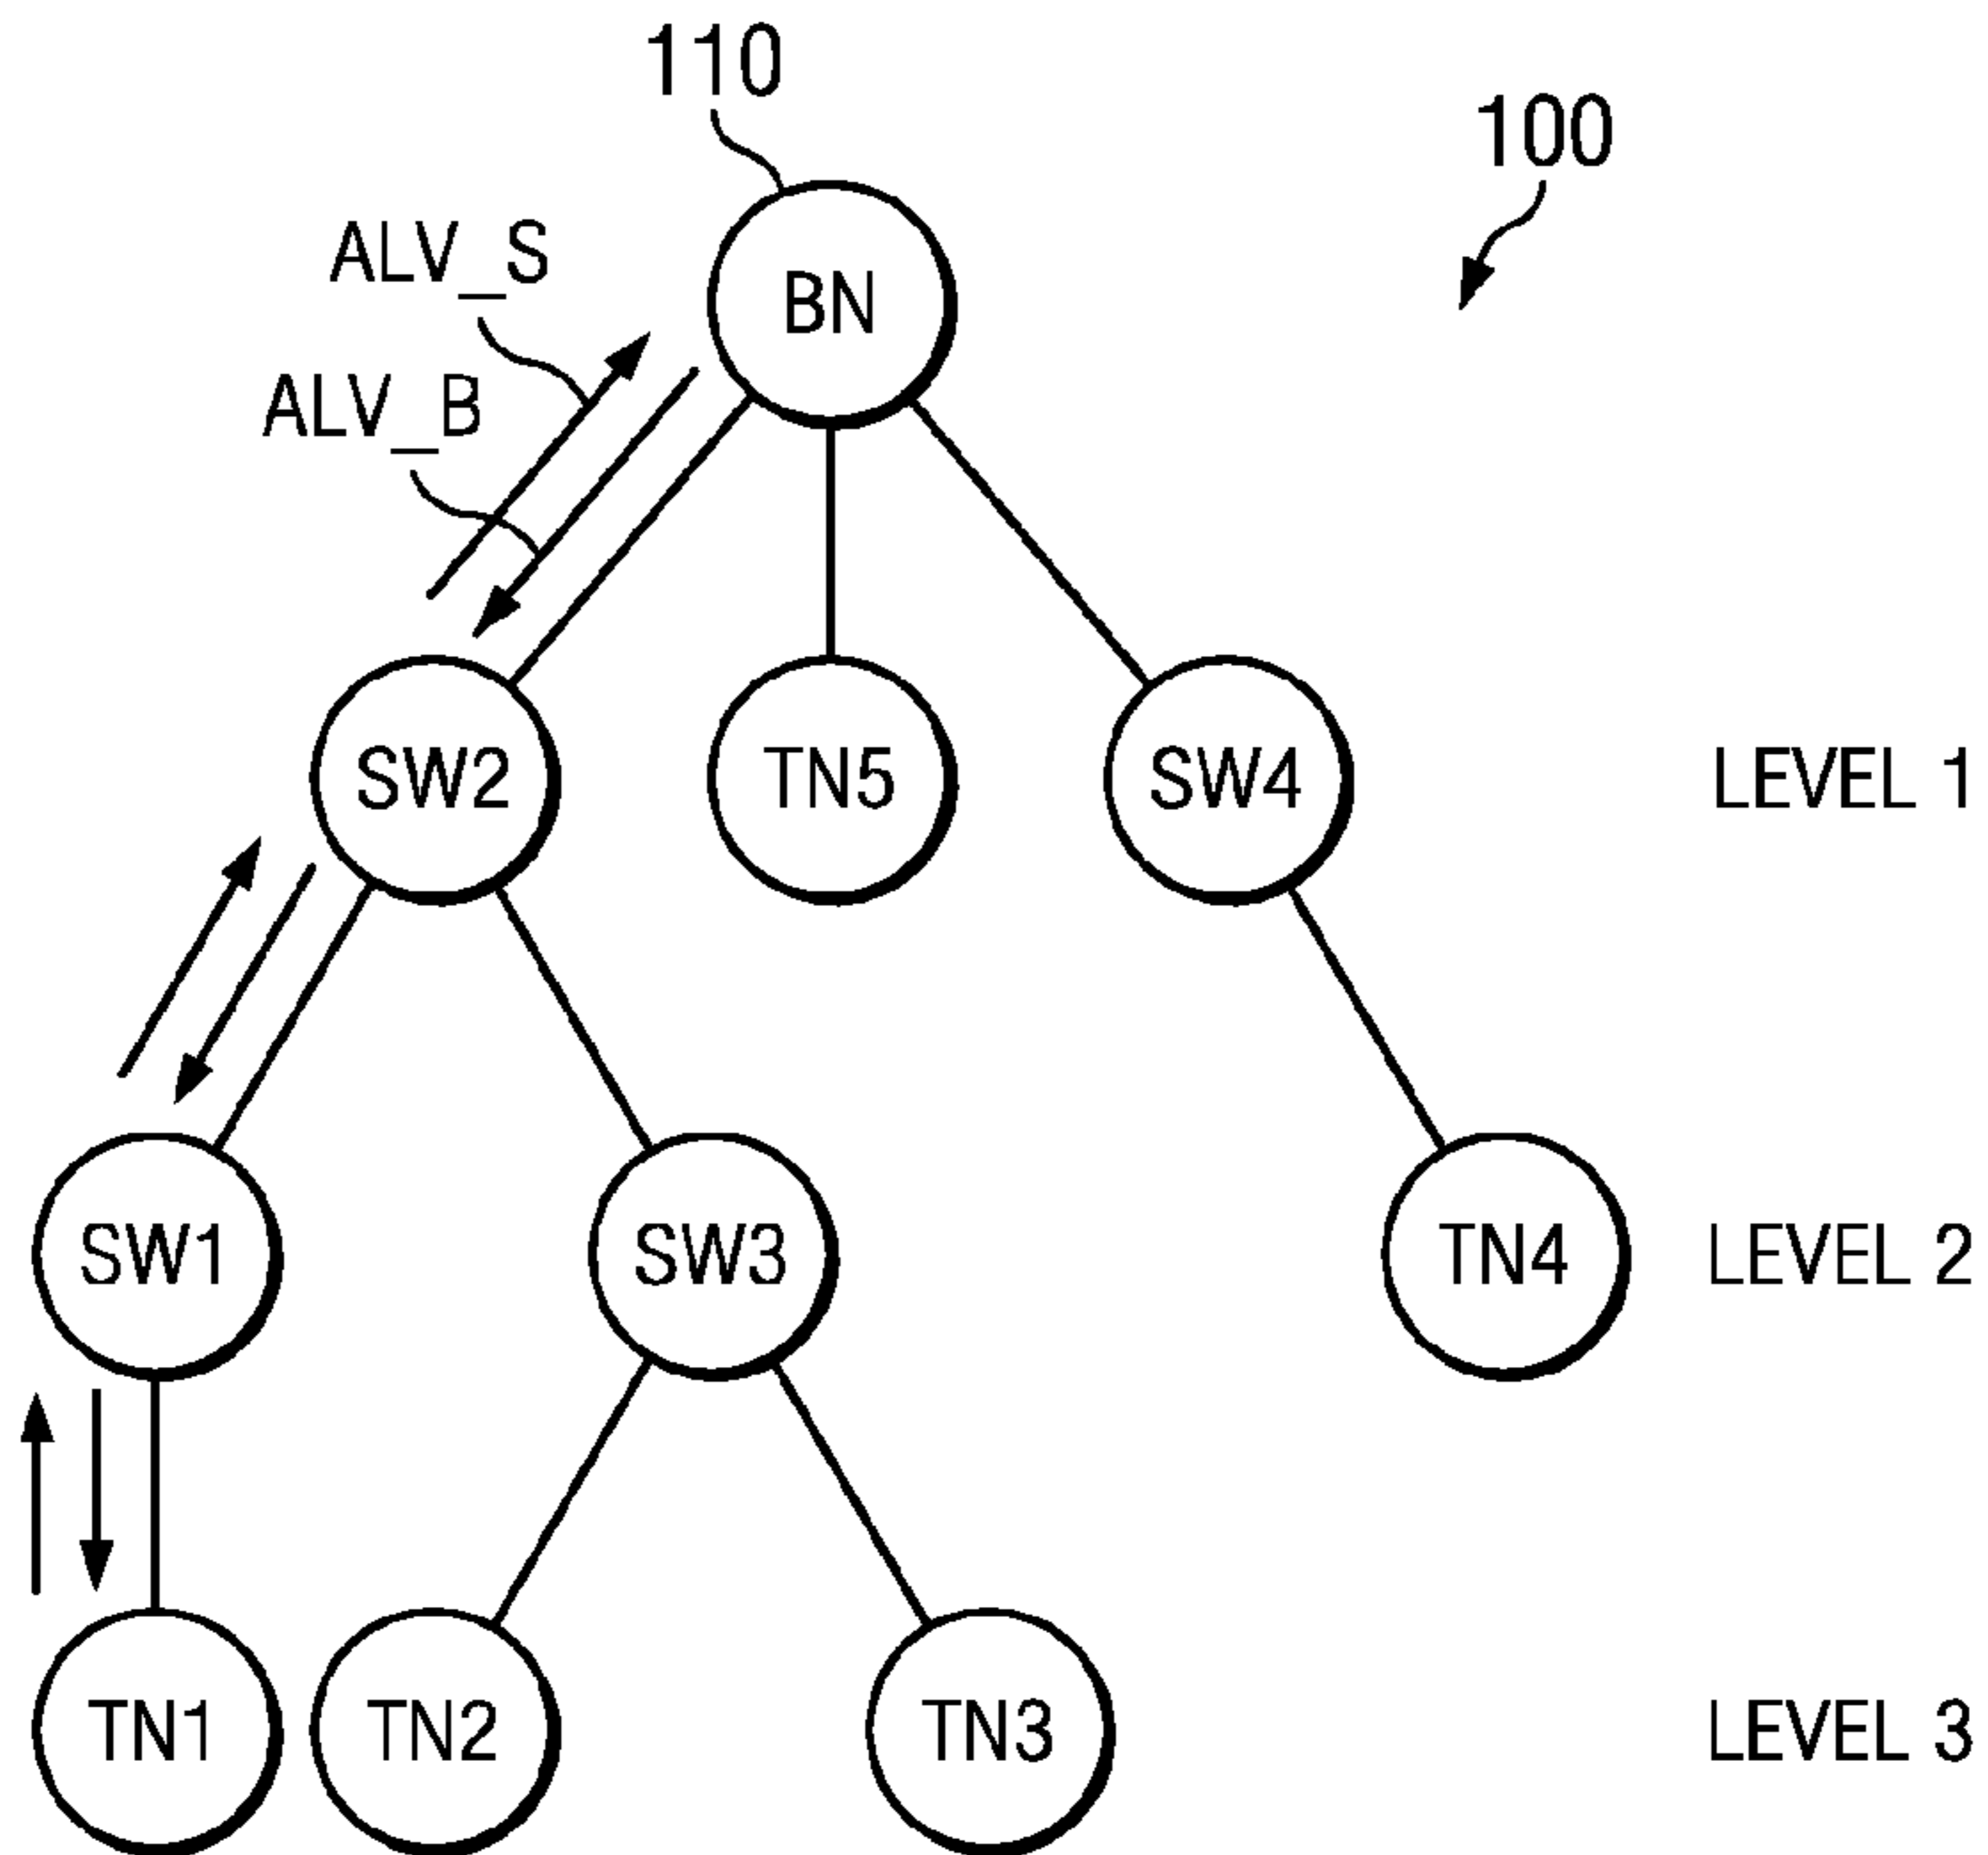 110
100
ALV_S
BN
ALV_B
SW2
TN5
SW4
LEVEL 1
SW1
SW3
TN4
LEVEL 2
TN1
TN2
TN3
LEVEL 3